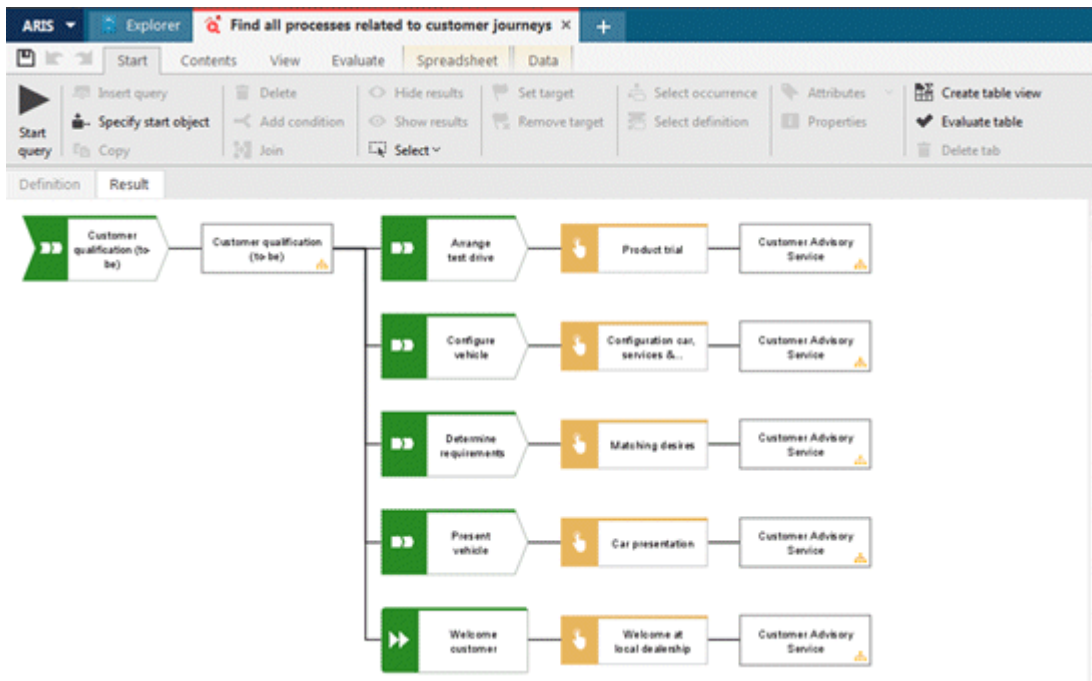 ARIS Explorer Find all processes related to customer journeys × +
Start Contents View Evaluate Spreadsheet Data
Insert query Delete Hide results Set target Select occurrence Attributes Create table view
Start Specify start object Add condition Show results Remove target Select definition Properties Evaluate table
query Copy Join Select Delete tab
Definition Result
Customer
qualification (to-
be)
Customer qualification
(to-be)
Arrange
test drive
Product trial
Customer Advisory
Service
Configure
vehicle
Configuration car,
services &...
Customer Advisory
Service
Determine
requirements
Matching desires
Customer Advisory
Service
Present
vehicle
Car presentation
Customer Advisory
Service
Welcome
customer
Welcome at
local dealership
Customer Advisory
Service